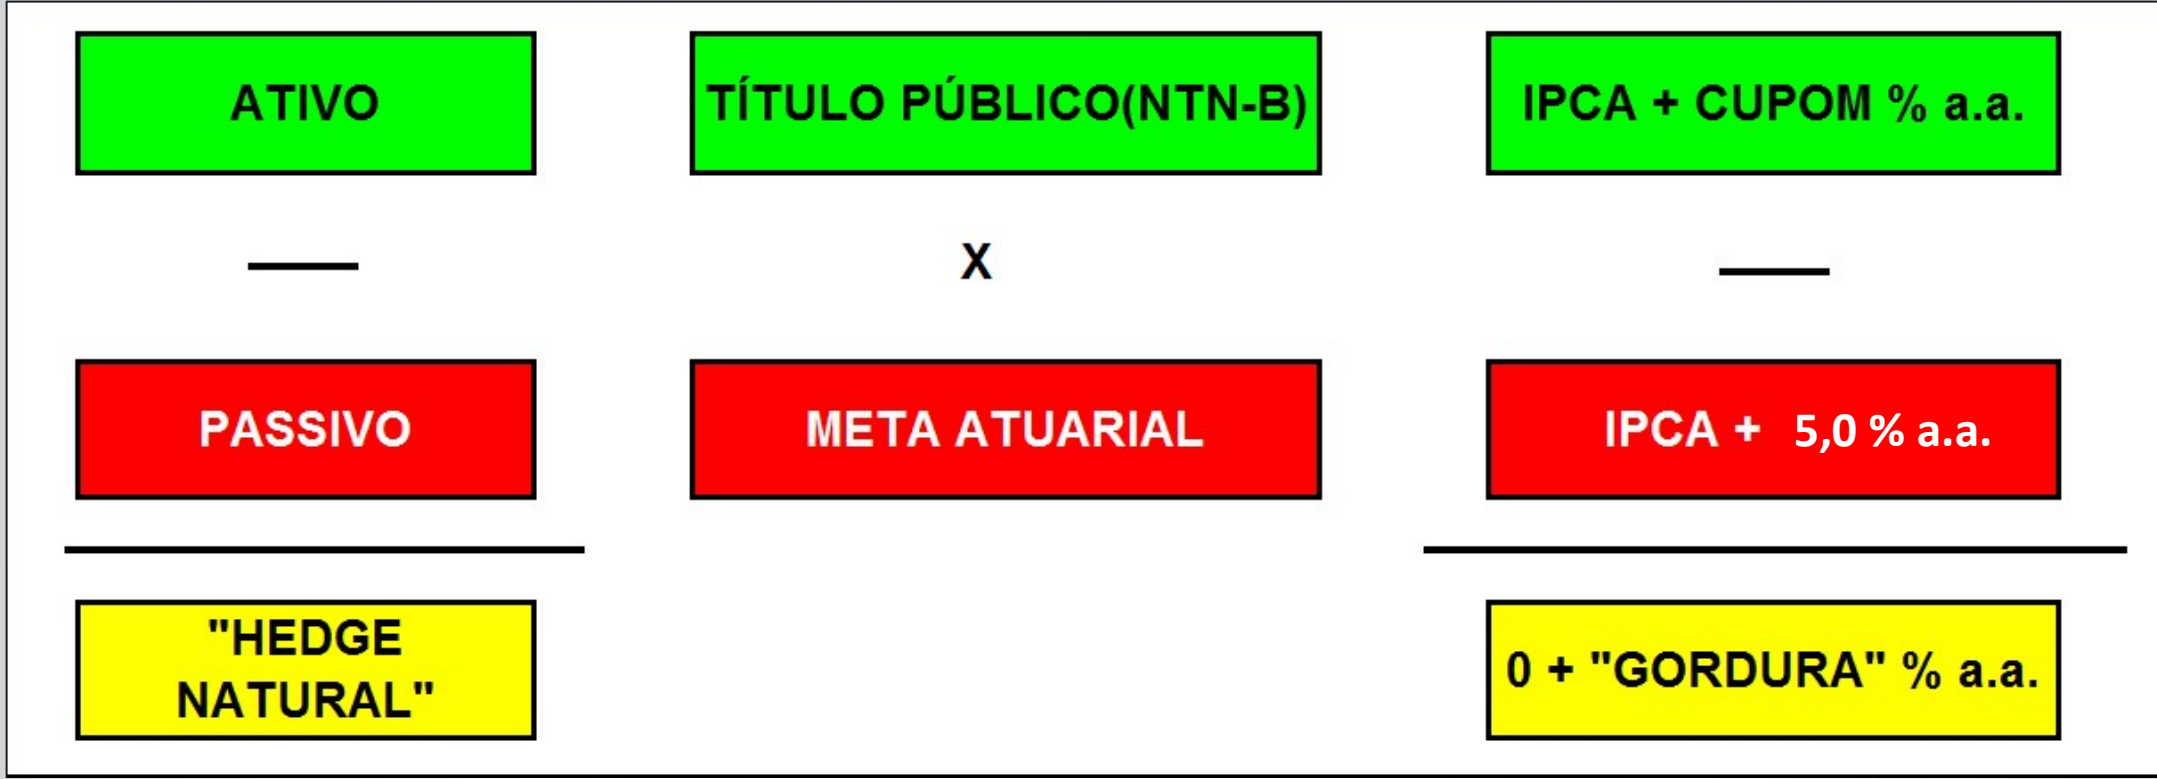 ATIVO
TÍTULO PÚBLICO(NTN-B)
IPCA + CUPOM % a.a.
X
PASSIVO
META ATUARIAL
IPCA + 5,0 % a.a.
"HEDGE
NATURAL"
0 + "GORDURA" % a.a.